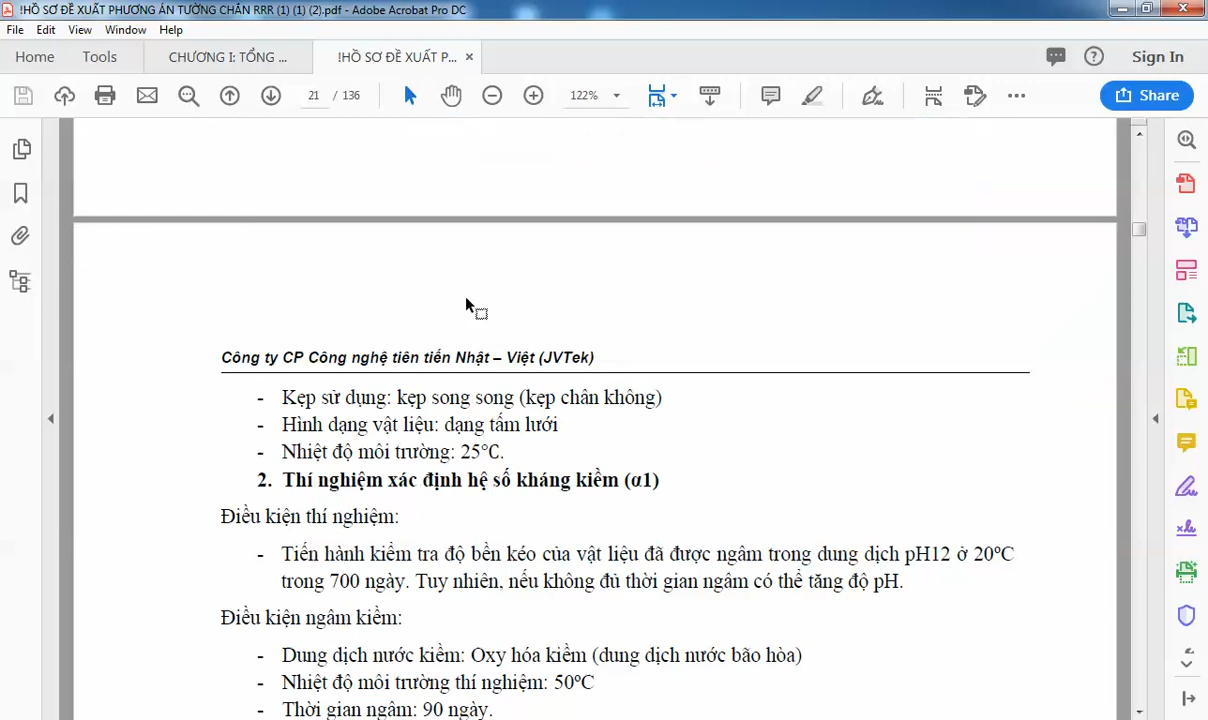 !HỒ SƠ ĐỀ XUẤT PHƯƠNG ÁN TƯỜNG CHẮN RRR (1) (1) (2).pdf - Adobe Acrobat Pro DC
File Edit View Window Help
Home Tools CHƯƠNG I: TỔNG ... !HỒ SƠ ĐỀ XUẤT P... × Sign In
21 / 136 122% Share
Công ty CP Công nghệ tiên tiến Nhật – Việt (JVTek)
- Kẹp sử dụng: kẹp song song (kẹp chân không)
- Hình dạng vật liệu: dạng tấm lưới
- Nhiệt độ môi trường: 25°C.
2. Thí nghiệm xác định hệ số kháng kiềm (α1)
Điều kiện thí nghiệm:
- Tiến hành kiểm tra độ bền kéo của vật liệu đã được ngâm trong dung dịch pH12 ở 20°C
trong 700 ngày. Tuy nhiên, nếu không đủ thời gian ngâm có thể tăng độ pH.
Điều kiện ngâm kiềm:
- Dung dịch nước kiềm: Oxy hóa kiềm (dung dịch nước bão hòa)
- Nhiệt độ môi trường thí nghiệm: 50°C
- Thời gian ngâm: 90 ngày.